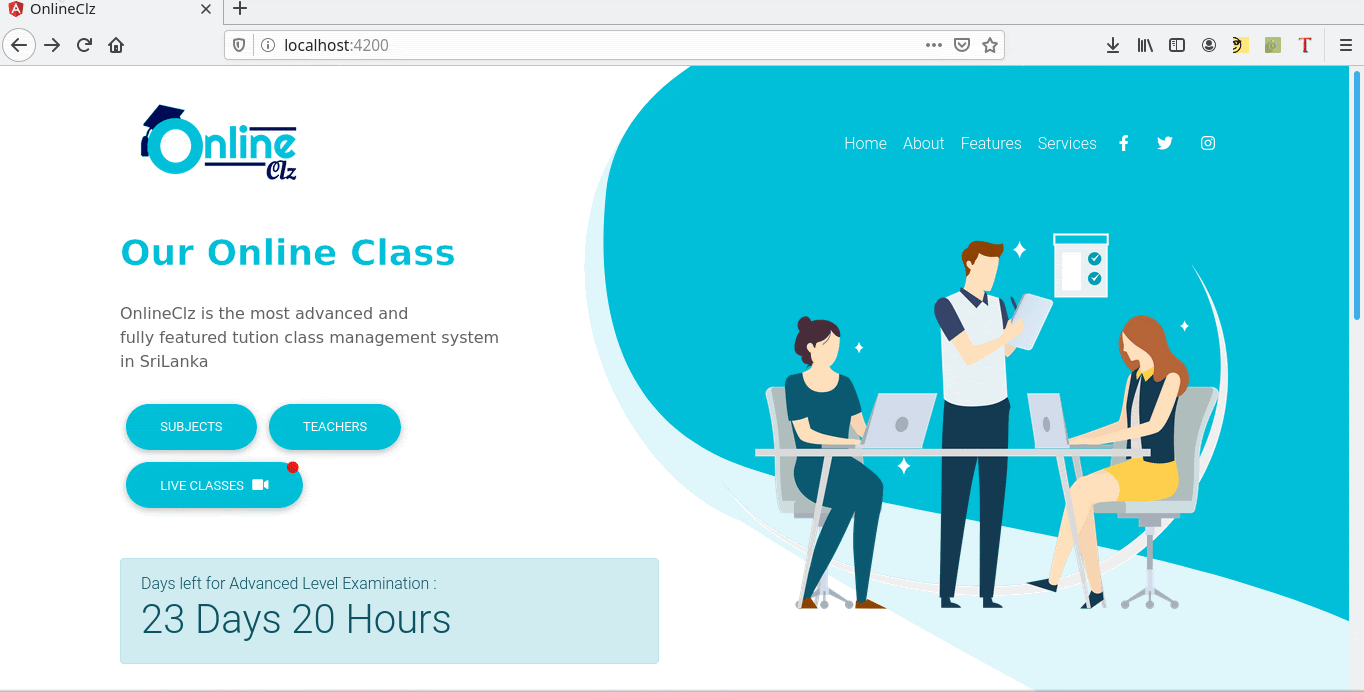 OnlineClz
localhost:4200
Online
Clz
Home About Features Services
Our Online Class
OnlineClz is the most advanced and
fully featured tution class management system
in SriLanka
SUBJECTS TEACHERS
LIVE CLASSES
Days left for Advanced Level Examination :
23 Days 20 Hours